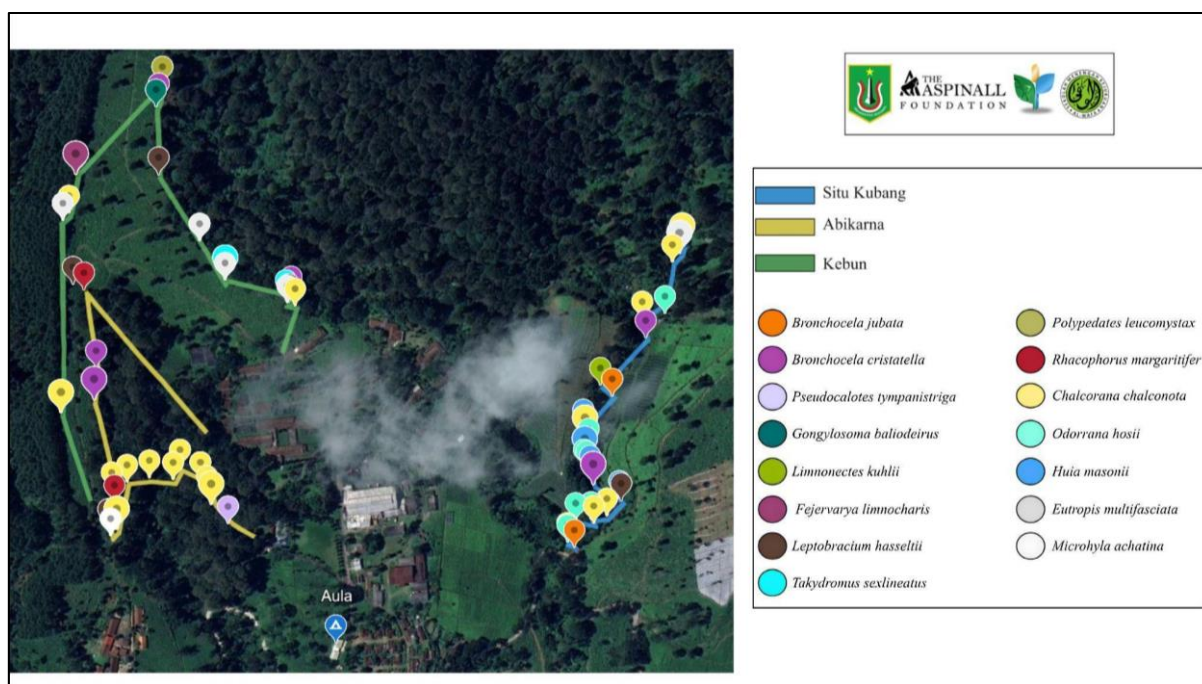 THE
ASPINALL
FOUNDATION
Situ Kubang
Abikarna
Kebun
Bronchocela jubata
Bronchocela cristatella
Pseudocalotes tympanistriga
Gongylosoma baliodeirus
Limnonectes kuhlii
Fejervarya limnocharis
Leptobracium hasseltii
Takydromus sexlineatus
Polypedates leucomystax
Rhacophorus margaritifer
Chalcorana chalconota
Odorrana hosii
Huia masonii
Eutropis multifasciata
Microhyla achatina
Aula